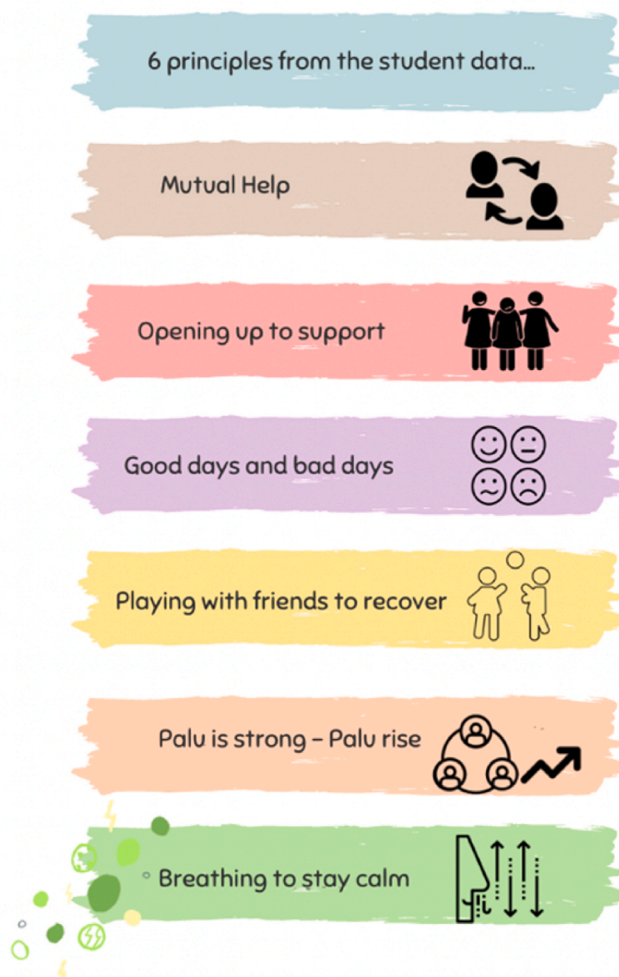 6 principles from the student data...
Mutual Help
Opening up to support
Good days and bad days
Playing with friends to recover
Palu is strong – Palu rise
Breathing to stay calm